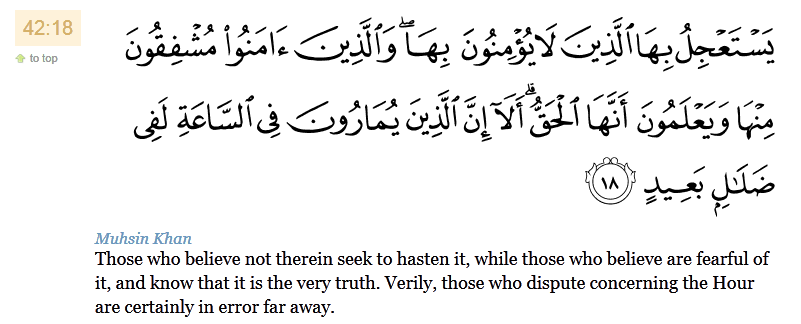 42:18
to top
يَسْتَعْجِلُ بِهَا ٱلَّذِينَ لَا يُؤْمِنُونَ بِهَا ۖ وَٱلَّذِينَ ءَامَنُوا۟ مُشْفِقُونَ
مِنْهَا وَيَعْلَمُونَ أَنَّهَا ٱلْحَقُّ ۗ أَلَآ إِنَّ ٱلَّذِينَ يُمَارُونَ فِى ٱلسَّاعَةِ لَفِى
ضَلَـٰلٍۭ بَعِيدٍ ١٨
Muhsin Khan
Those who believe not therein seek to hasten it, while those who believe are fearful of
it, and know that it is the very truth. Verily, those who dispute concerning the Hour
are certainly in error far away.